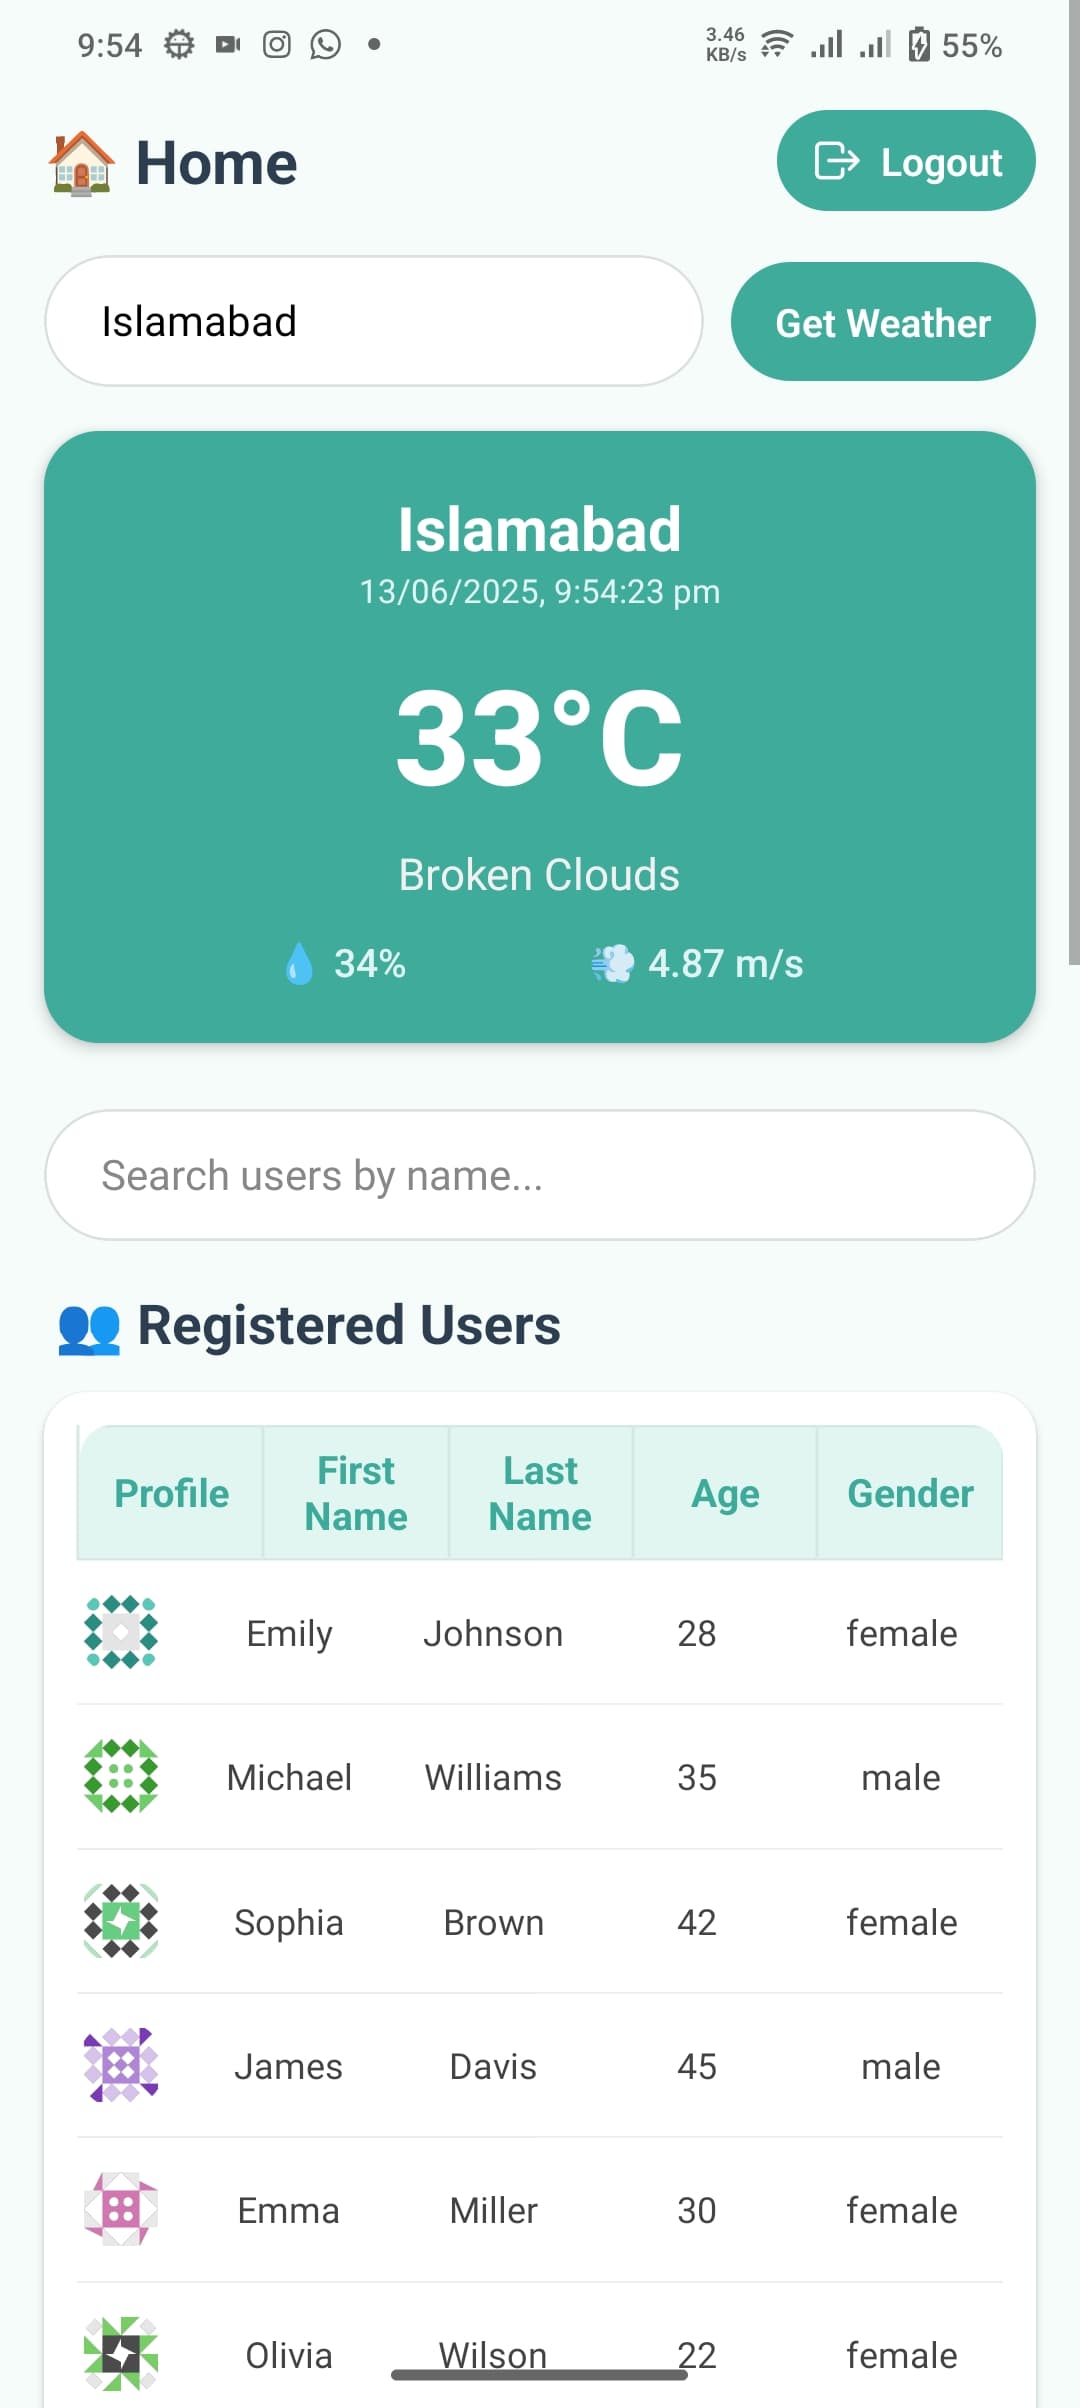 9:54
3.46
KB/s
55%
Home
Logout
Islamabad
Get Weather
Islamabad
13/06/2025, 9:54:23 pm
33°C
Broken Clouds
34%
4.87 m/s
Search users by name...
Registered Users
Profile First Name Last Name Age Gender
Emily Johnson 28 female
Michael Williams 35 male
Sophia Brown 42 female
James Davis 45 male
Emma Miller 30 female
Olivia Wilson 22 female